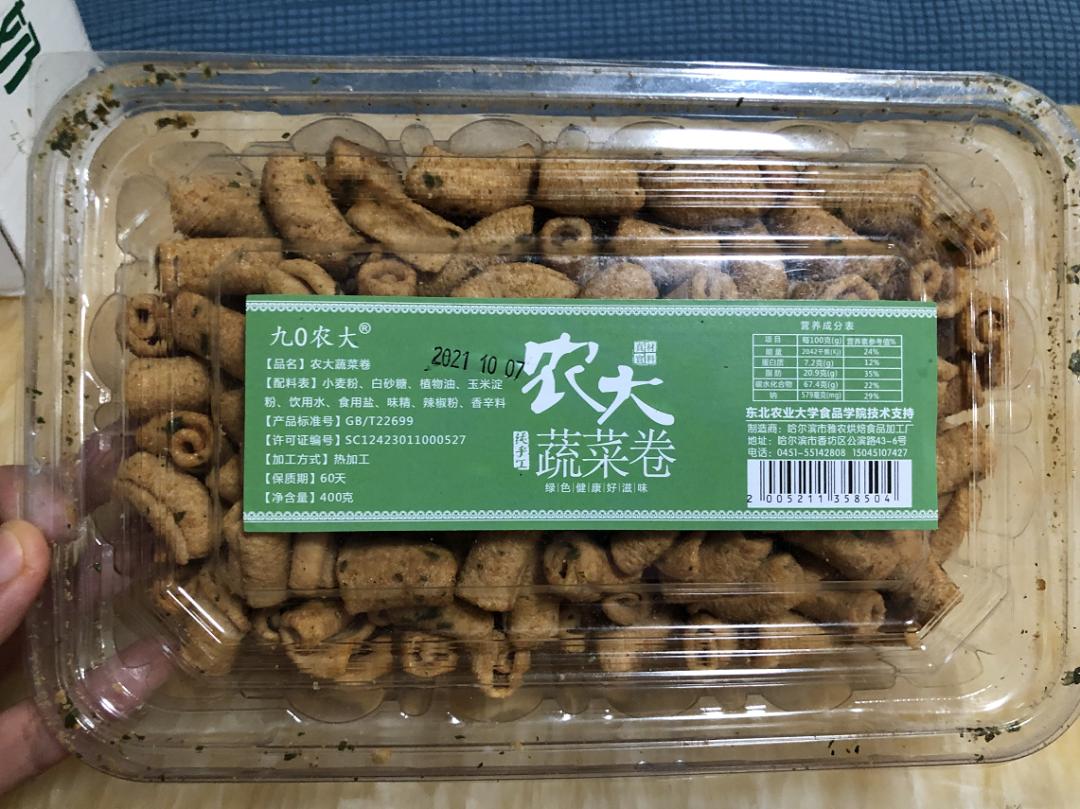 奶
九0农大®
【品名】农大蔬菜卷
【配料表】小麦粉、白砂糖、植物油、玉米淀
粉、饮用水、食用盐、味精、辣椒粉、香辛料
【产品标准号】GB/T22699
【许可证编号】SC12423011000527
【加工方式】热加工
【保质期】60天
【净含量】400克
2021 10 07
农大
真材
实料
纯手工
蔬菜卷
绿|色|健|康|好|滋|味
营养成分表
项目 每100克(g) 营养素参考值%
能量 2042千焦(KJ) 24%
蛋白质 7.2克(g) 12%
脂肪 20.9克(g) 35%
碳水化合物 67.4克(g) 22%
钠 579毫克(mg) 29%
东北农业大学食品学院技术支持
制造商：哈尔滨市雅农烘焙食品加工厂
地址：哈尔滨市香坊区公滨路43-6号
电话：0451-55142808 15045107427
2 005211 358504